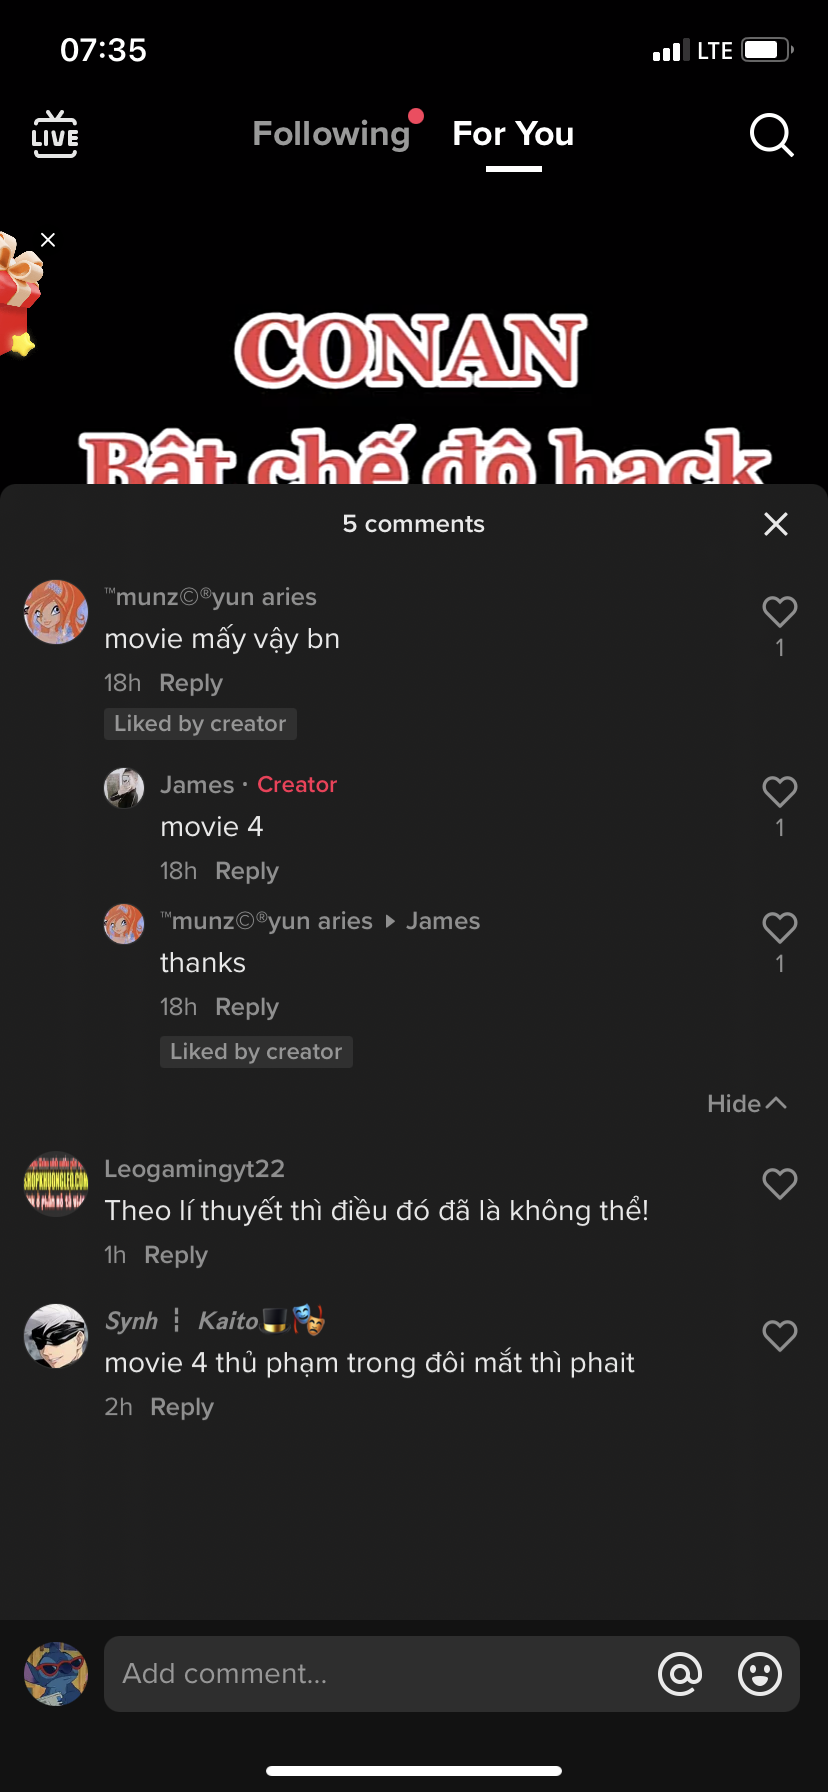 07:35
LTE
LIVE
Following
For You
CONAN
Bật chế độ hack
5 comments
™munz©®yun aries
movie mấy vậy bn
1
18h Reply
Liked by creator
James · Creator
movie 4
1
18h Reply
™munz©®yun aries ▸ James
thanks
1
18h Reply
Liked by creator
Hide
SHOPKHUONGLEO.COM
Leogamingyt22
Theo lí thuyết thì điều đó đã là không thể!
1h Reply
Synh ┇ Kaito🎩🎭
movie 4 thủ phạm trong đôi mắt thì phait
2h Reply
Add comment...